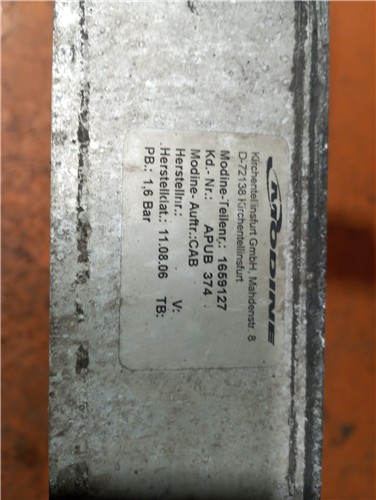 MODINE
Kirchentellinsfurt GmbH, Mahdenstr. 8
D-72138 Kirchentellinsfurt
Modine-Teilenr.: 1659127
Kd.- Nr.: APUB 374
Modine- Auftr.:CAB
Herstellnr.: V:
Herstelldat.: 11.08.06 TB:
PB.: 1,6 Bar